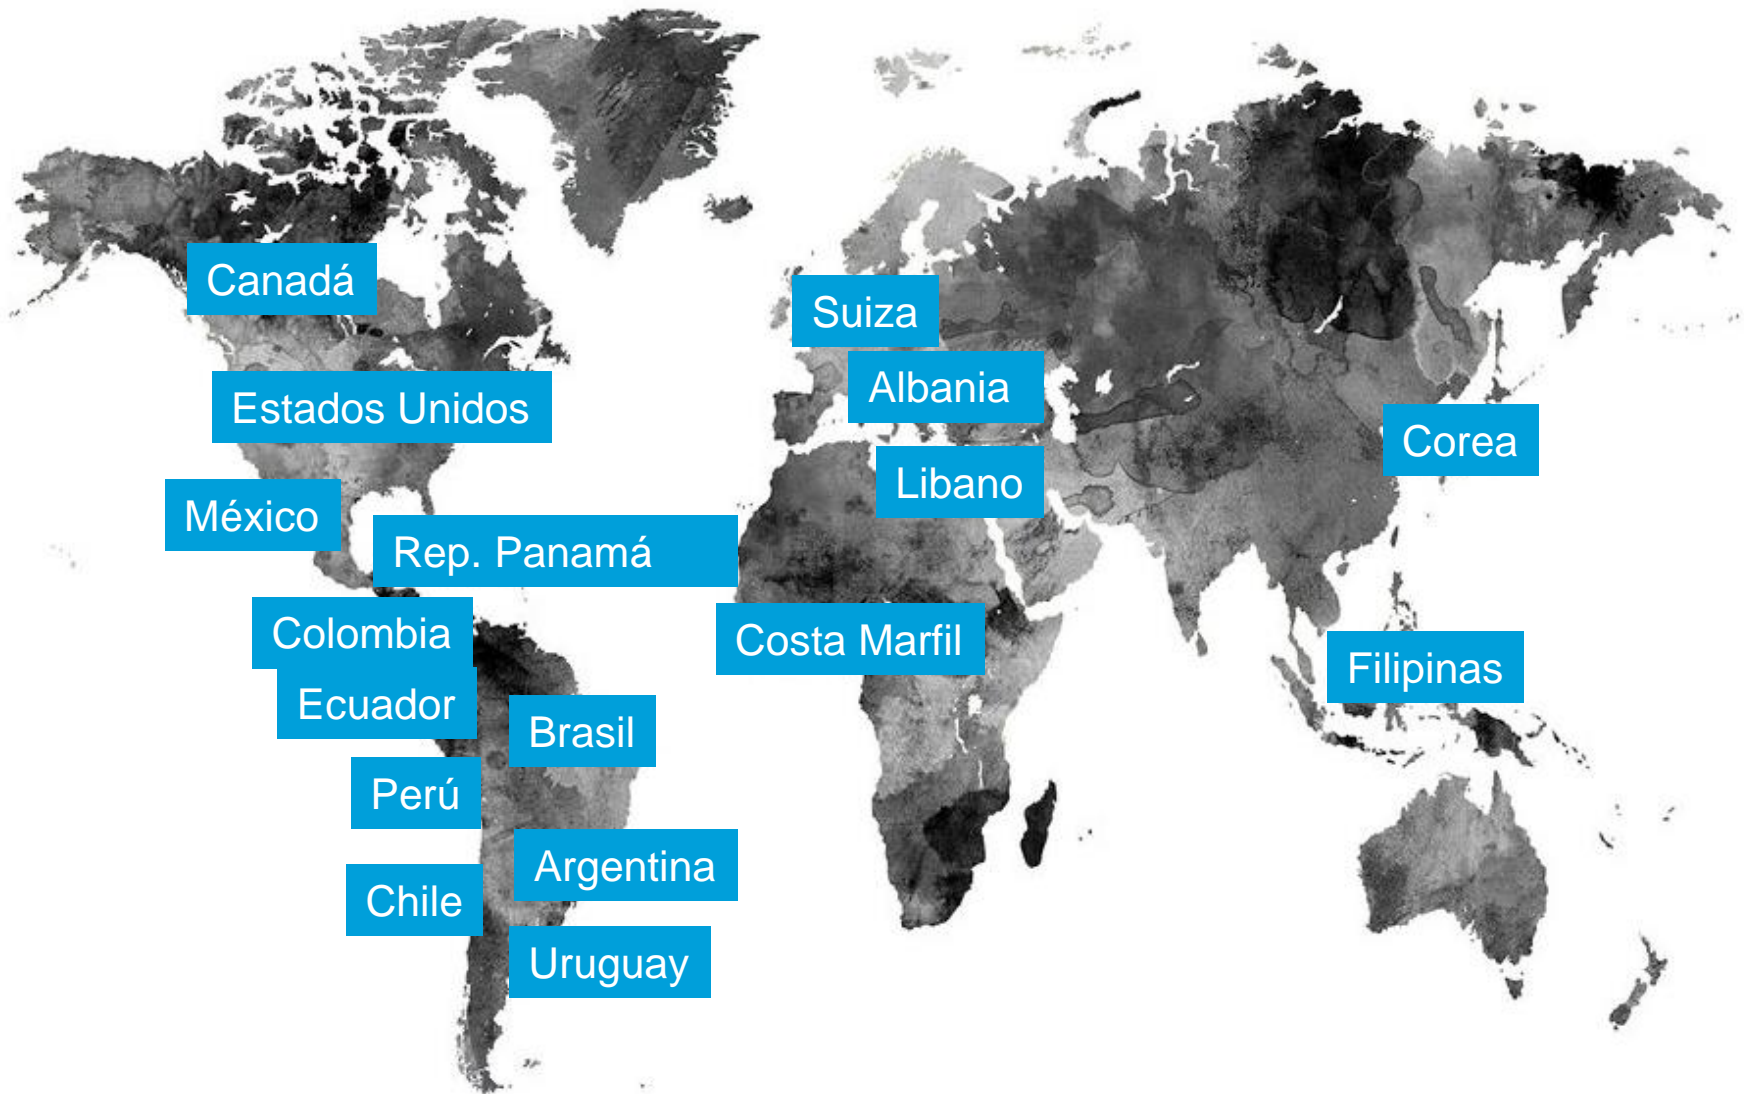 Canadá
Suiza
Albania
Estados Unidos
Corea
Libano
México
Rep. Panamá
Colombia
Costa Marfil
Filipinas
Ecuador
Brasil
Perú
Argentina
Chile
Uruguay